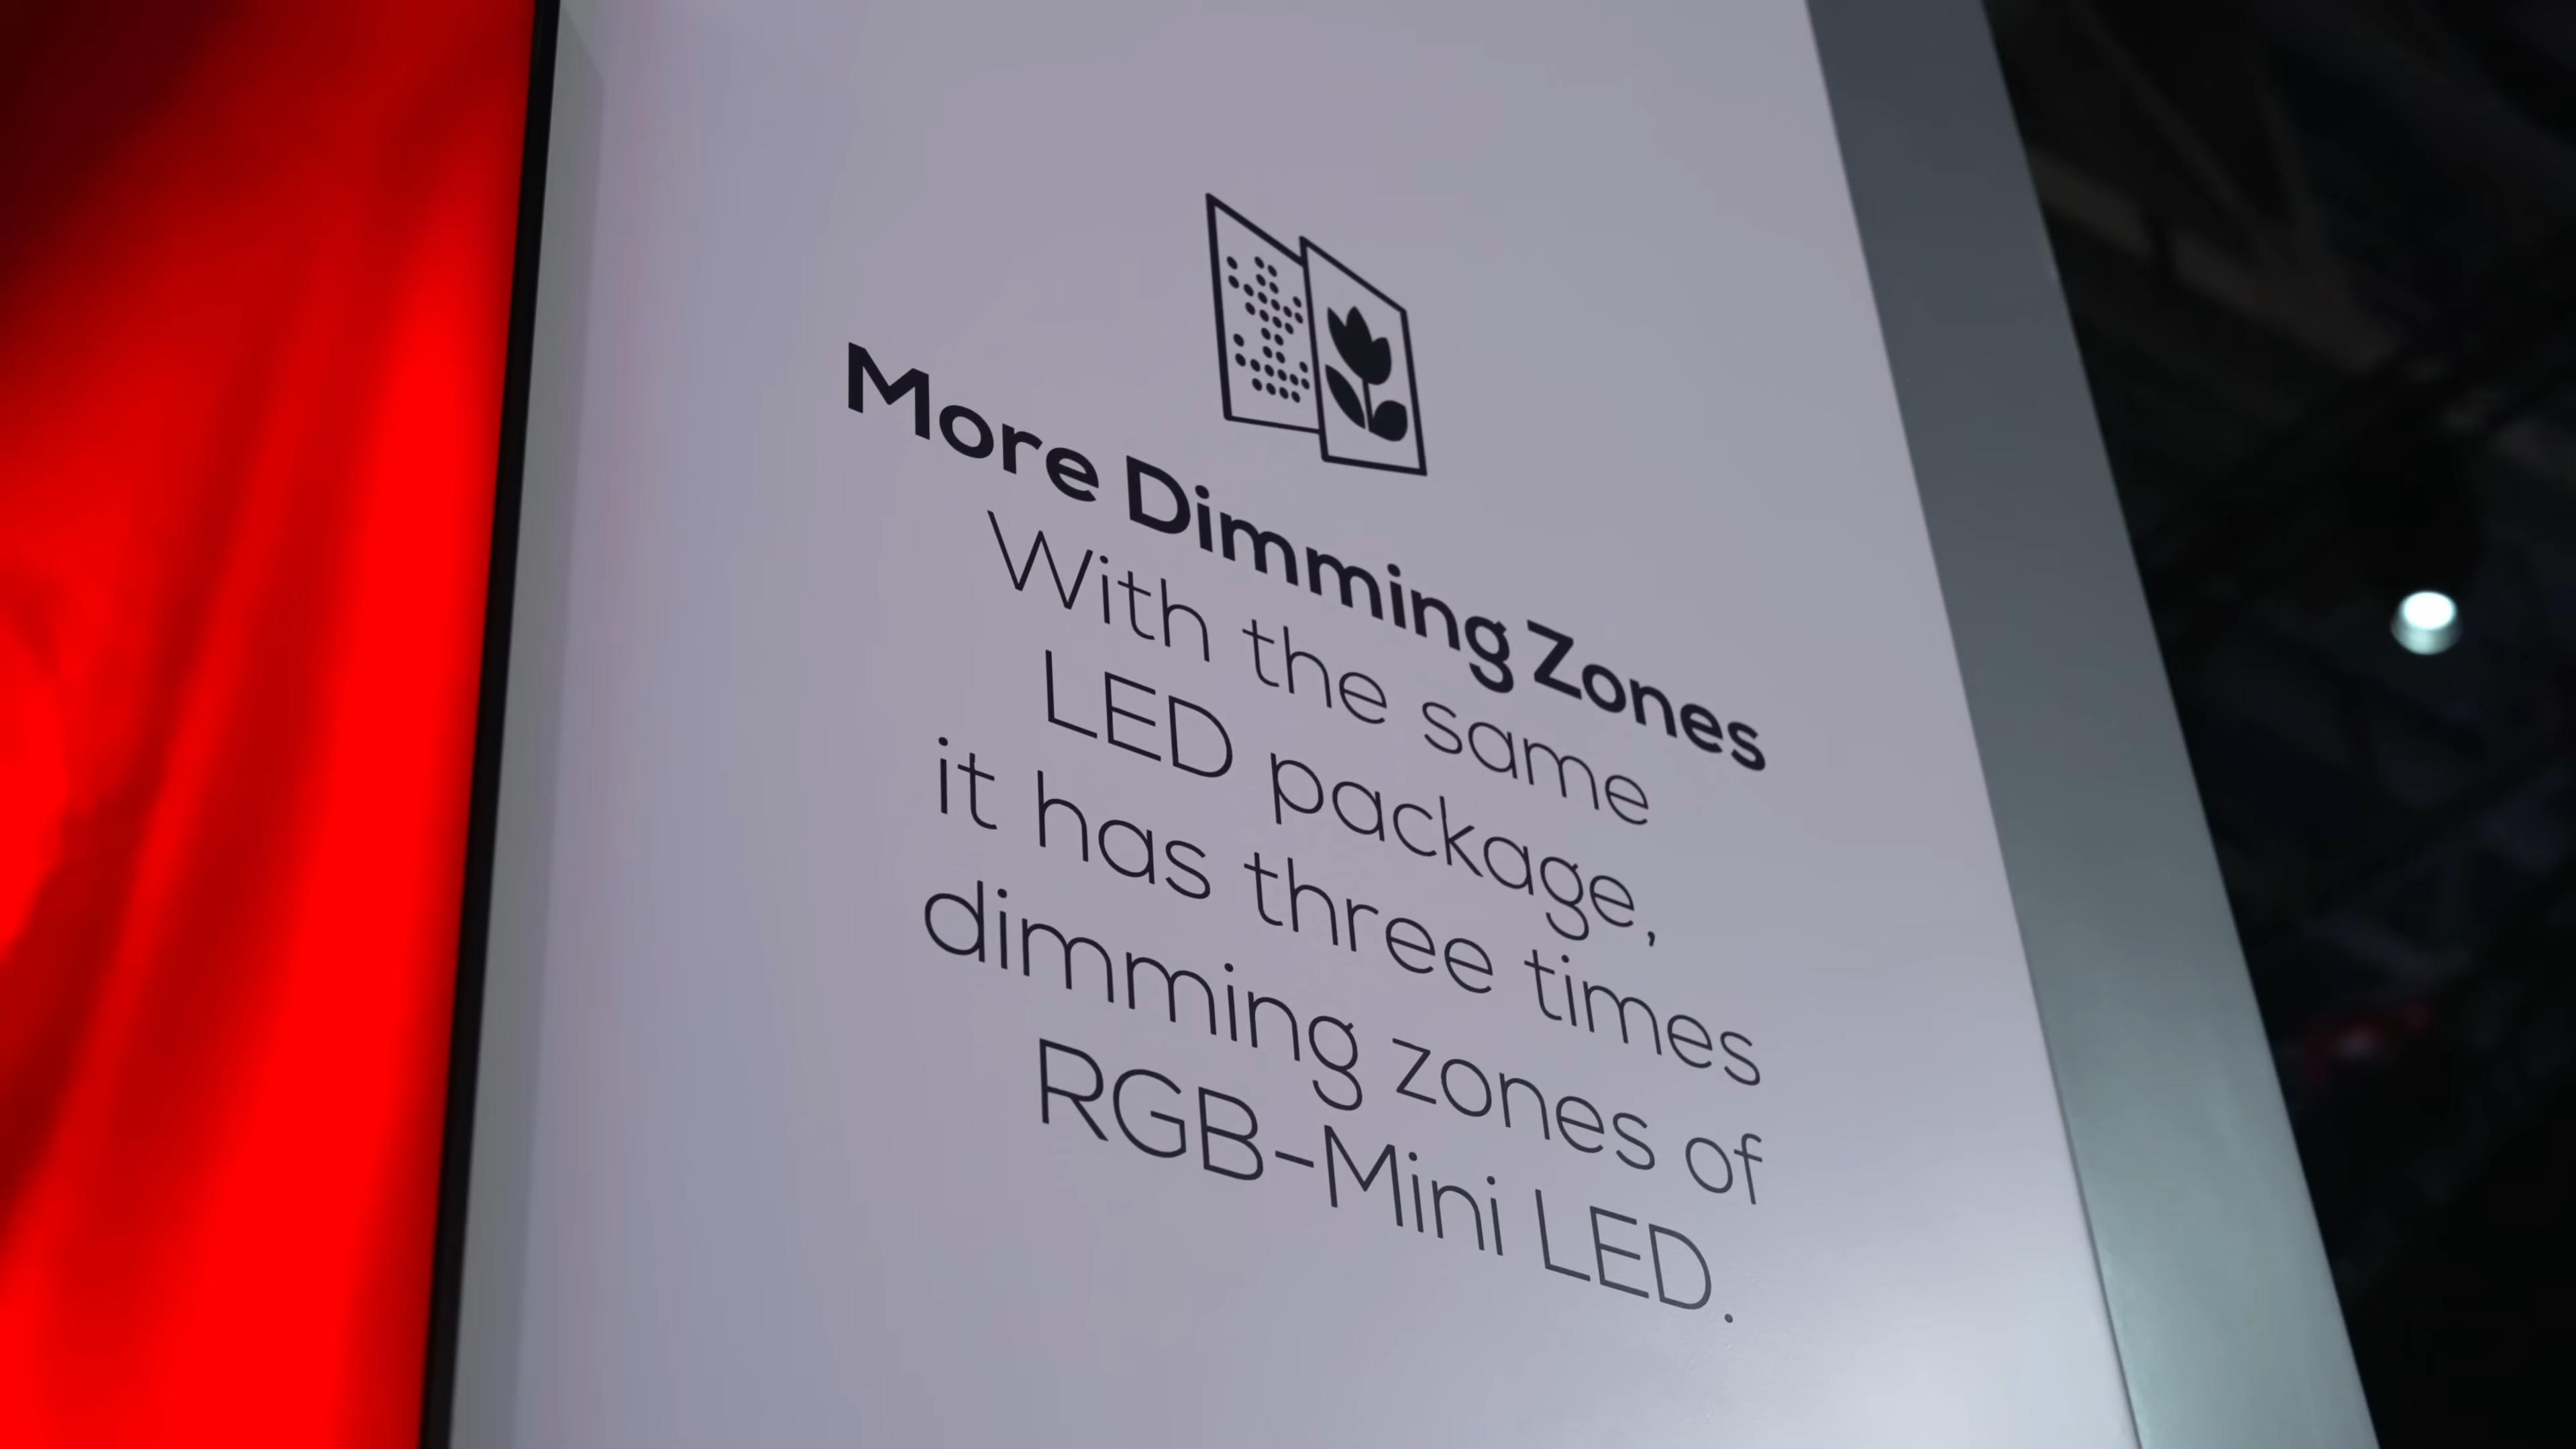 More Dimming Zones
With the same
LED package,
it has three times
dimming zones of
RGB-Mini LED.